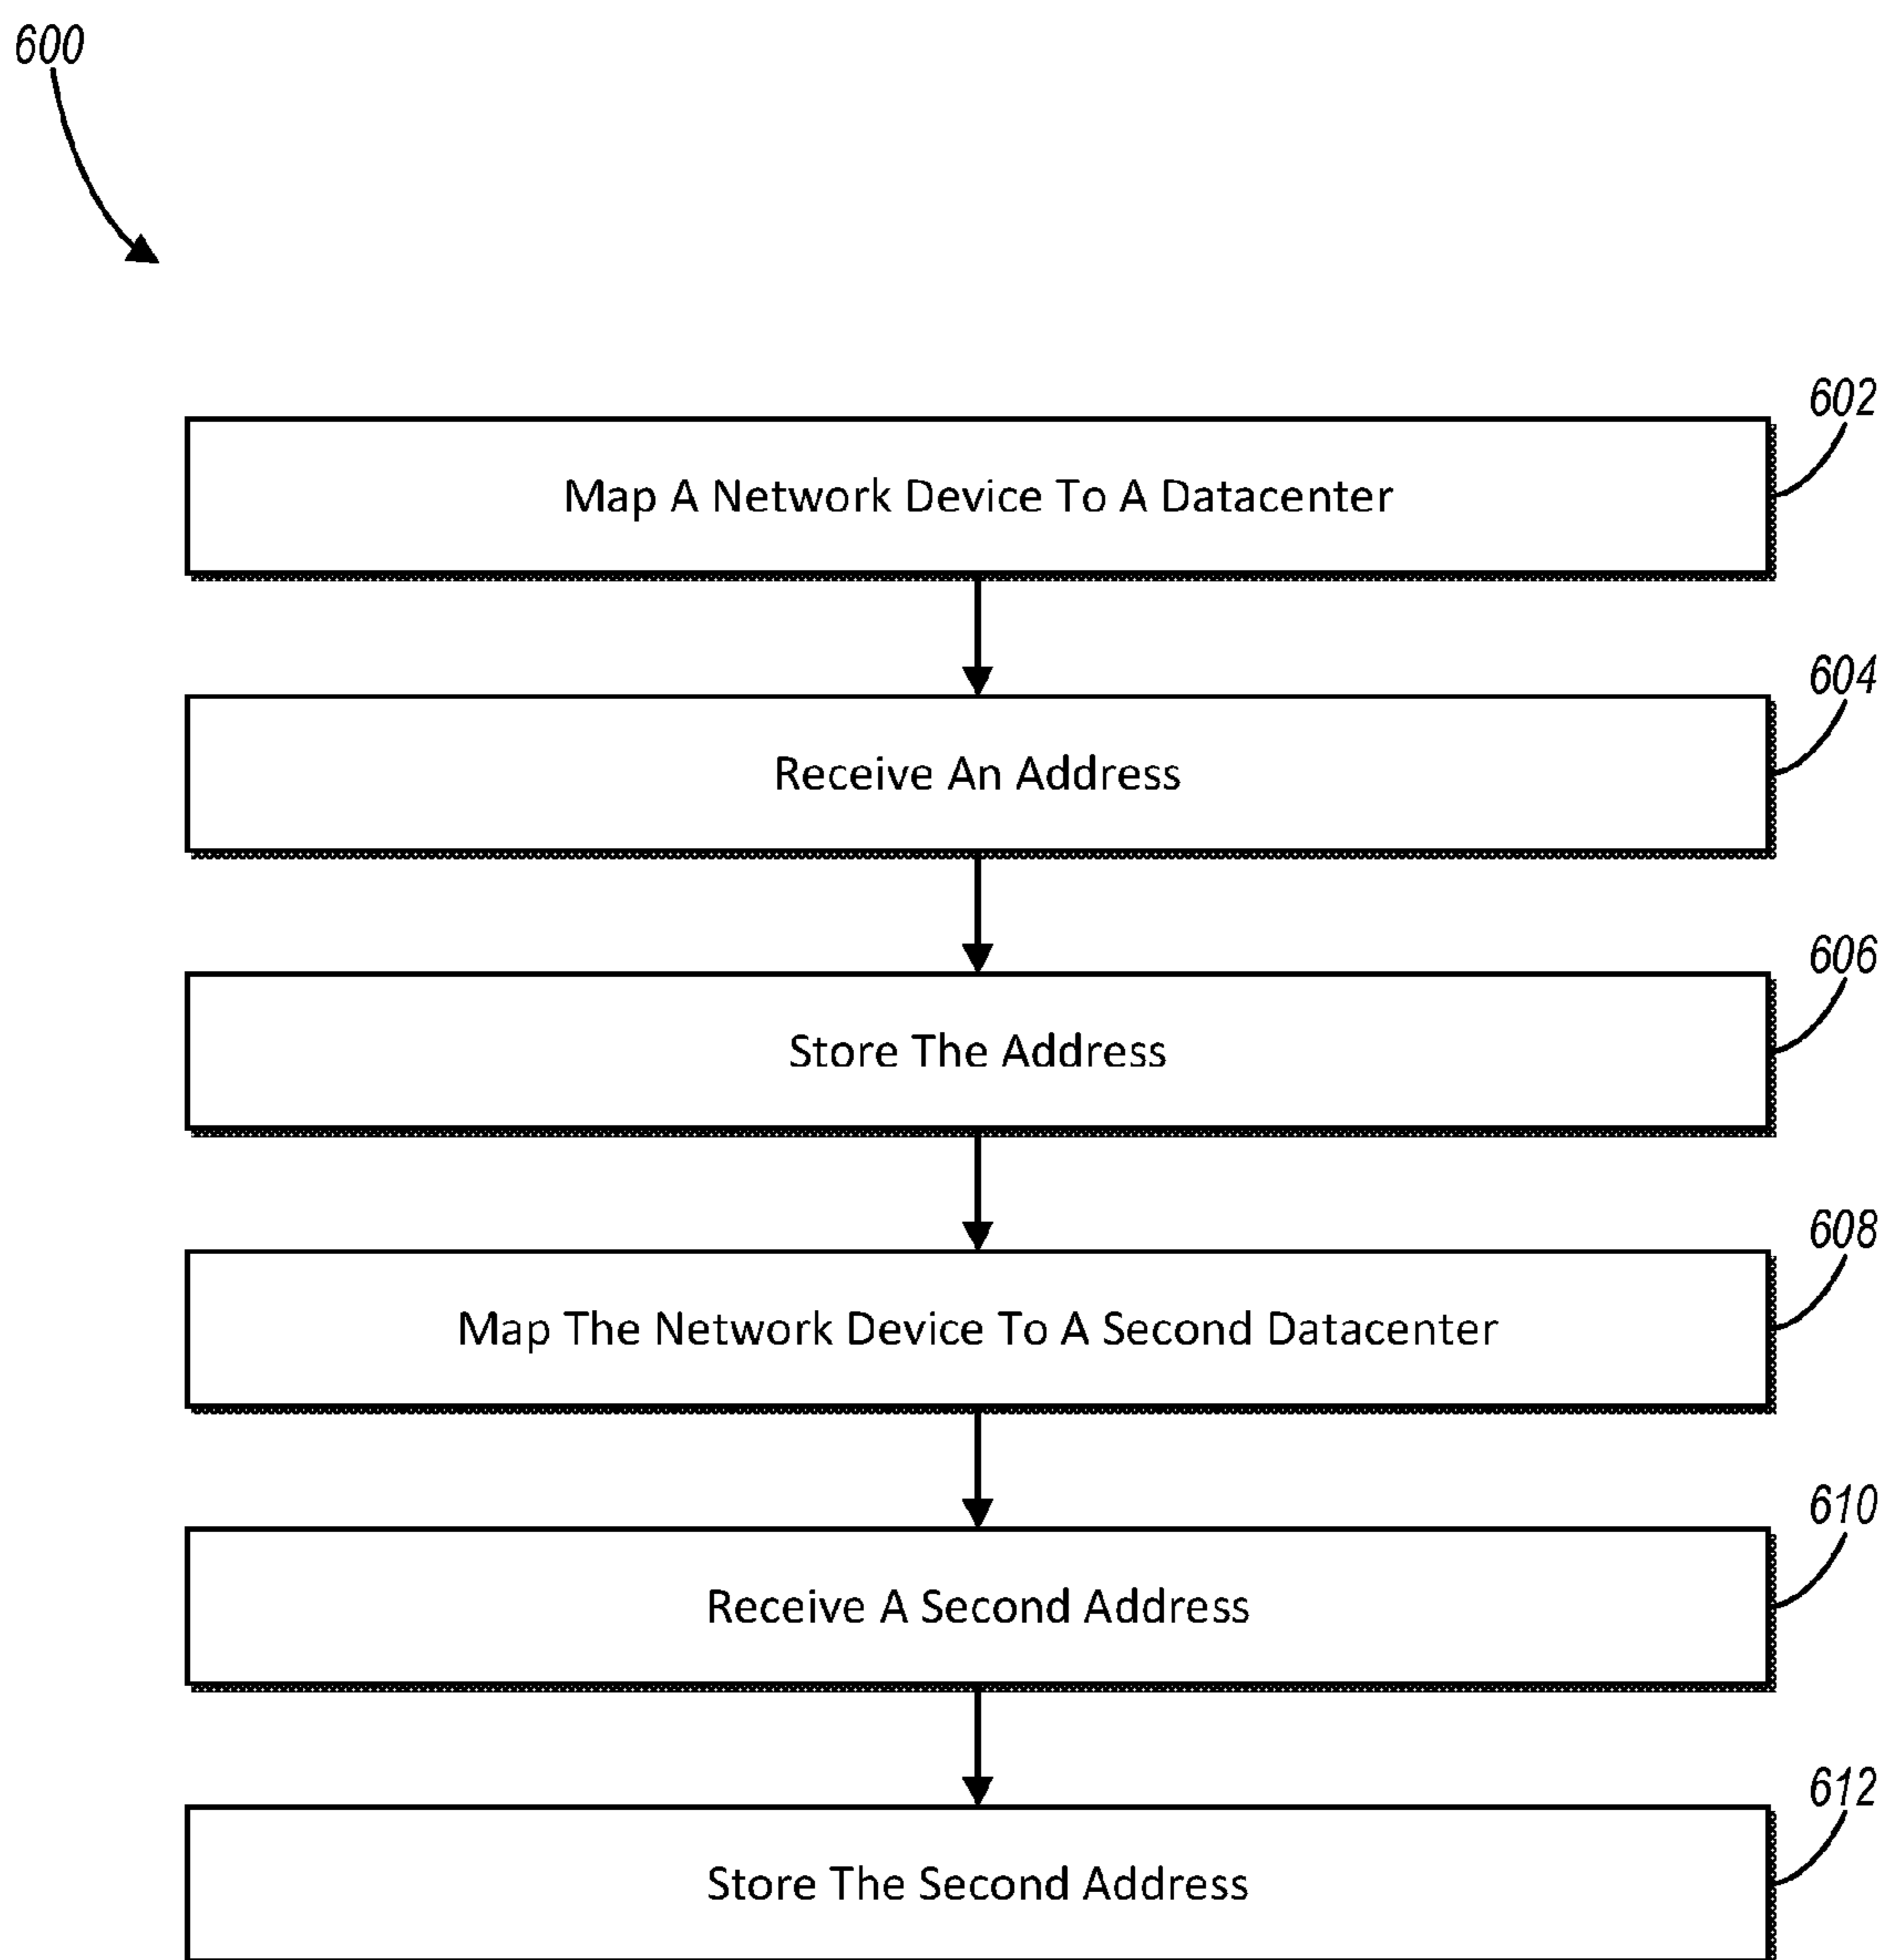 600
602
Map A Network Device To A Datacenter
604
Receive An Address
606
Store The Address
608
Map The Network Device To A Second Datacenter
610
Receive A Second Address
612
Store The Second Address